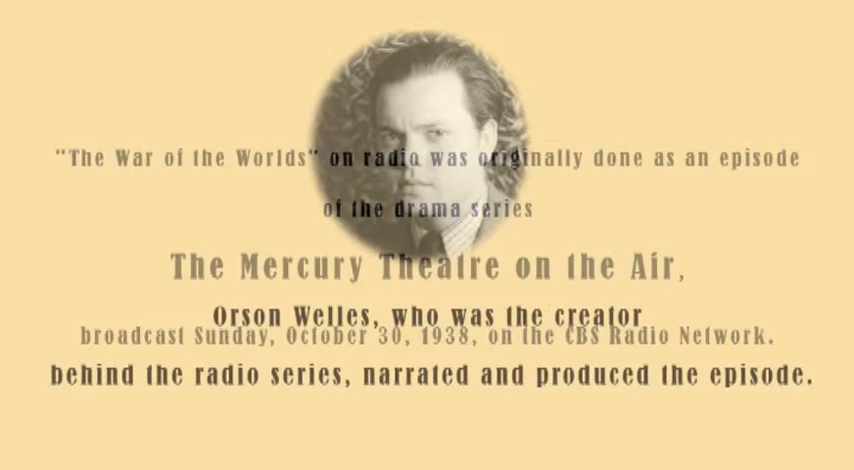 "The War of the Worlds" on radio was originally done as an episode
of the drama series
The Mercury Theatre on the Air,
Orson Welles, who was the creator
broadcast Sunday, October 30, 1938, on the CBS Radio Network.
behind the radio series, narrated and produced the episode.